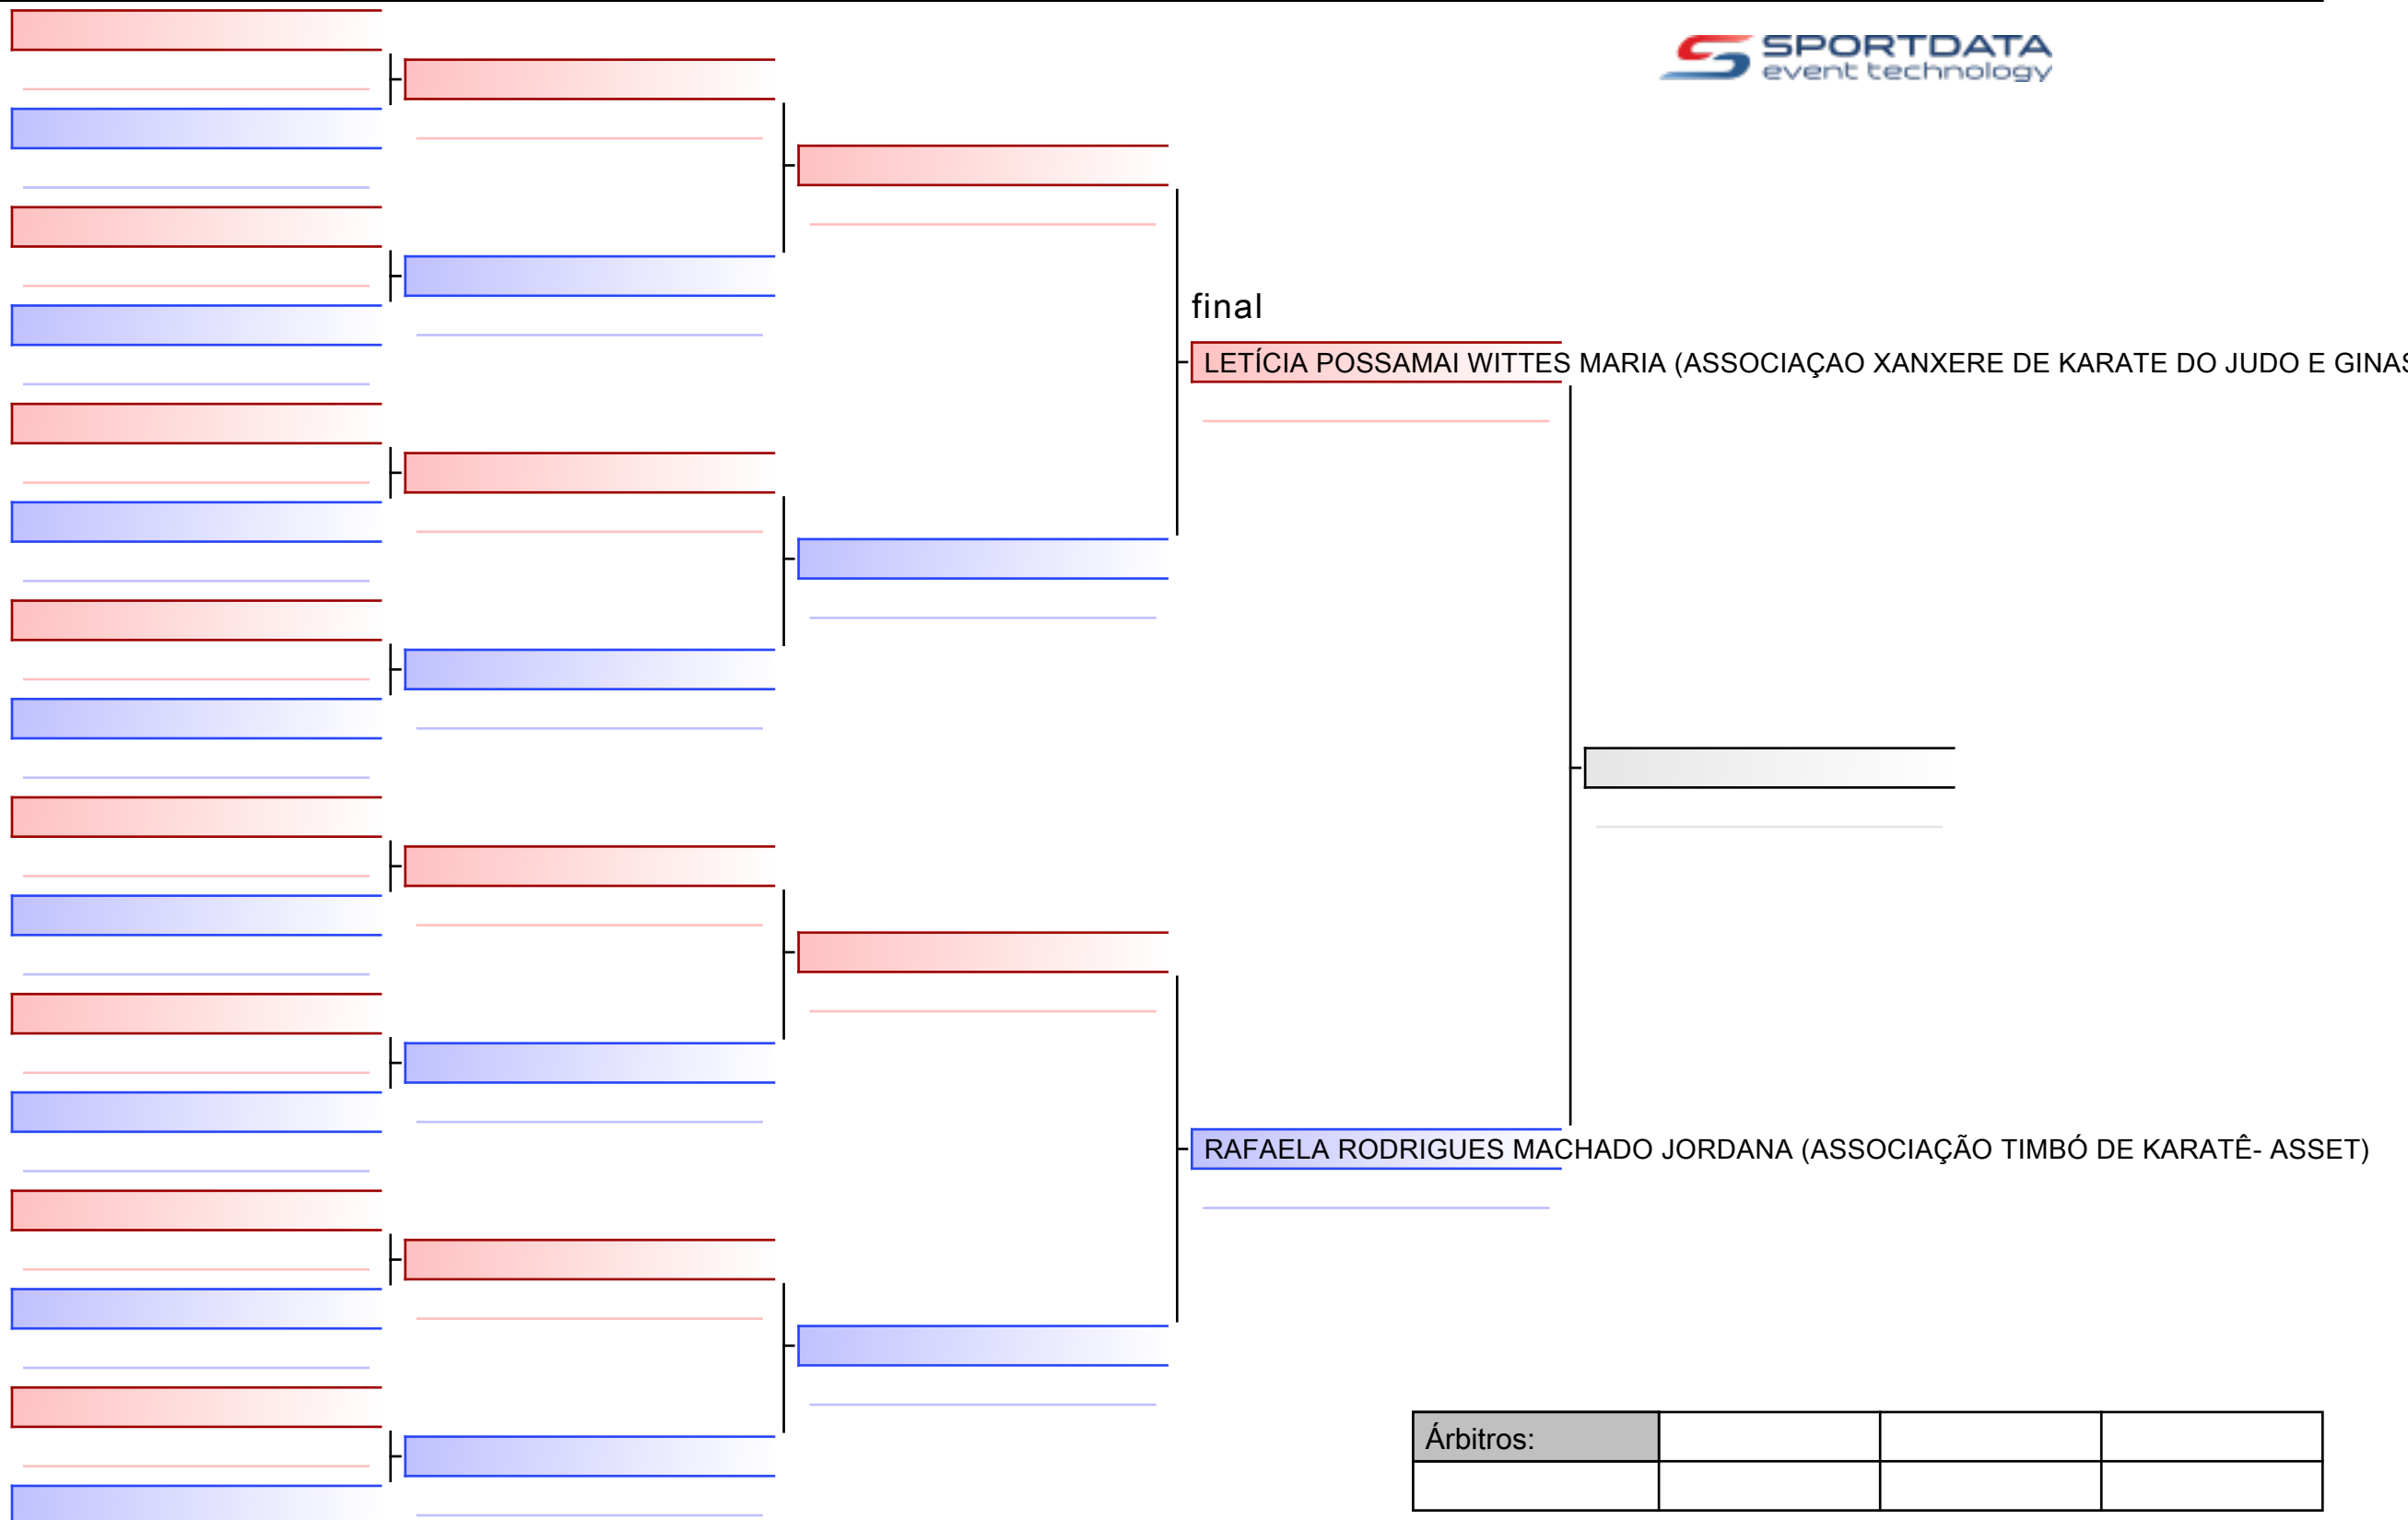 SPORTDATA
event technology
final
LETÍCIA POSSAMAI WITTES MARIA (ASSOCIAÇAO XANXERE DE KARATE DO JUDO E GINAS
RAFAELA RODRIGUES MACHADO JORDANA (ASSOCIAÇÃO TIMBÓ DE KARATÊ- ASSET)
Árbitros: